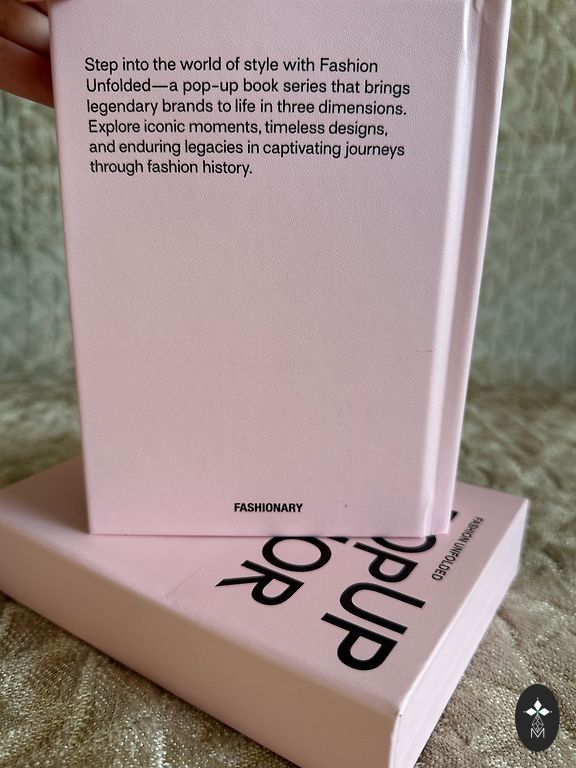 Step into the world of style with Fashion
Unfolded—a pop-up book series that brings
legendary brands to life in three dimensions.
Explore iconic moments, timeless designs,
and enduring legacies in captivating journeys
through fashion history.
FASHIONARY
FASHION UNFOLDED
POP UP